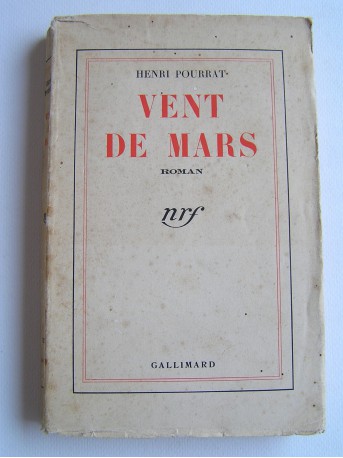 HENRI POURRAT
VENT
DE MARS
ROMAN
nrf
GALLIMARD